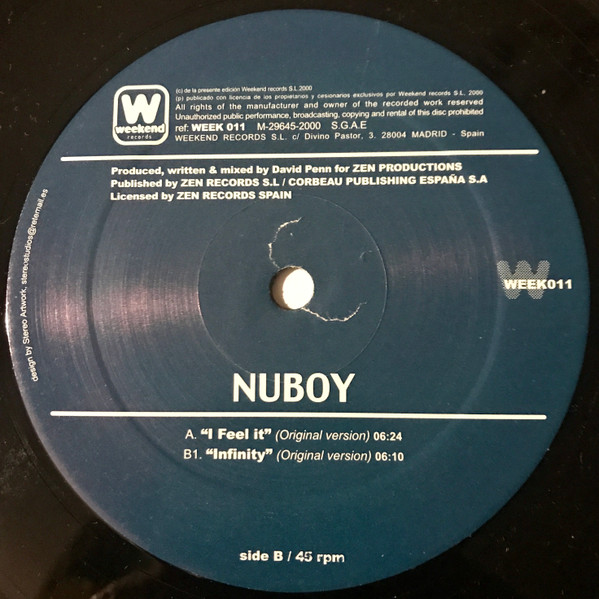 W
weekend
records
(c) de la presente edición Weekend records S.L. 2000
(p) publicado con licencia de los propietarios y cesionarios exclusivos por Weekend records S.L. 2000
All rights of the manufacturer and owner of the recorded work reserved
Unauthorized public performance, broadcasting, copying and rental of this disc prohibited
ref: WEEK 011 M-29645-2000 S.G.A.E
WEEKEND RECORDS S.L. c/ Divino Pastor, 3. 28004 MADRID - Spain
Produced, written & mixed by David Penn for ZEN PRODUCTIONS
Published by ZEN RECORDS S.L / CORBEAU PUBLISHING ESPAÑA S.A
Licensed by ZEN RECORDS SPAIN
design by Stereo Artwork, stereostudios@retemail.es
W
WEEK011
NUBOY
A. “I Feel it” (Original version) 06:24
B1. “Infinity” (Original version) 06:10
side B / 45 rpm